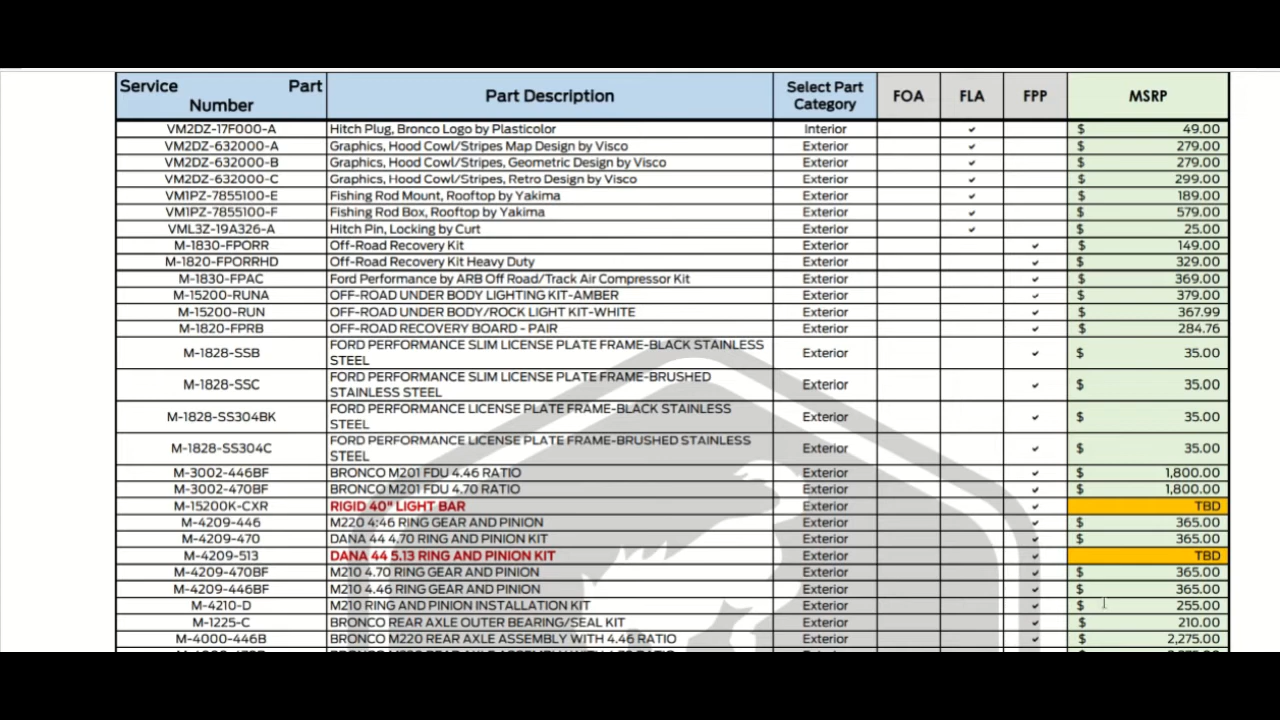 Service Part Number Part Description Select Part Category FOA FLA FPP MSRP
VM2DZ-17F000-A Hitch Plug, Bronco Logo by Plasticolor Interior ✓ $ 49.00
VM2DZ-632000-A Graphics, Hood Cowl/Stripes Map Design by Visco Exterior ✓ $ 279.00
VM2DZ-632000-B Graphics, Hood Cowl/Stripes, Geometric Design by Visco Exterior ✓ $ 279.00
VM2DZ-632000-C Graphics, Hood Cowl/Stripes, Retro Design by Visco Exterior ✓ $ 299.00
VM1PZ-7855100-E Fishing Rod Mount, Rooftop by Yakima Exterior ✓ $ 189.00
VM1PZ-7855100-F Fishing Rod Box, Rooftop by Yakima Exterior ✓ $ 579.00
VML3Z-19A326-A Hitch Pin, Locking by Curt Exterior ✓ $ 25.00
M-1830-FPORR Off-Road Recovery Kit Exterior ✓ $ 149.00
M-1820-FPORRHD Off-Road Recovery Kit Heavy Duty Exterior ✓ $ 329.00
M-1830-FPAC Ford Performance by ARB Off Road/Track Air Compressor Kit Exterior ✓ $ 369.00
M-15200-RUNA OFF-ROAD UNDER BODY LIGHTING KIT-AMBER Exterior ✓ $ 379.00
M-15200-RUN OFF-ROAD UNDER BODY/ROCK LIGHT KIT-WHITE Exterior ✓ $ 367.99
M-1820-FPRB OFF-ROAD RECOVERY BOARD - PAIR Exterior ✓ $ 284.76
M-1828-SSB FORD PERFORMANCE SLIM LICENSE PLATE FRAME-BLACK STAINLESS STEEL Exterior ✓ $ 35.00
M-1828-SSC FORD PERFORMANCE SLIM LICENSE PLATE FRAME-BRUSHED STAINLESS STEEL Exterior ✓ $ 35.00
M-1828-SS304BK FORD PERFORMANCE LICENSE PLATE FRAME-BLACK STAINLESS STEEL Exterior ✓ $ 35.00
M-1828-SS304C FORD PERFORMANCE LICENSE PLATE FRAME-BRUSHED STAINLESS STEEL Exterior ✓ $ 35.00
M-3002-446BF BRONCO M201 FDU 4.46 RATIO Exterior ✓ $ 1,800.00
M-3002-470BF BRONCO M201 FDU 4.70 RATIO Exterior ✓ $ 1,800.00
M-15200K-CXR RIGID 40" LIGHT BAR Exterior ✓ TBD
M-4209-446 M220 4:46 RING GEAR AND PINION Exterior ✓ $ 365.00
M-4209-470 DANA 44 4.70 RING AND PINION KIT Exterior ✓ $ 365.00
M-4209-513 DANA 44 5.13 RING AND PINION KIT Exterior ✓ TBD
M-4209-470BF M210 4.70 RING GEAR AND PINION Exterior ✓ $ 365.00
M-4209-446BF M210 4.46 RING GEAR AND PINION Exterior ✓ $ 365.00
M-4210-D M210 RING AND PINION INSTALLATION KIT Exterior ✓ $ 255.00
M-1225-C BRONCO REAR AXLE OUTER BEARING/SEAL KIT Exterior ✓ $ 210.00
M-4000-446B BRONCO M220 REAR AXLE ASSEMBLY WITH 4.46 RATIO Exterior ✓ $ 2,275.00